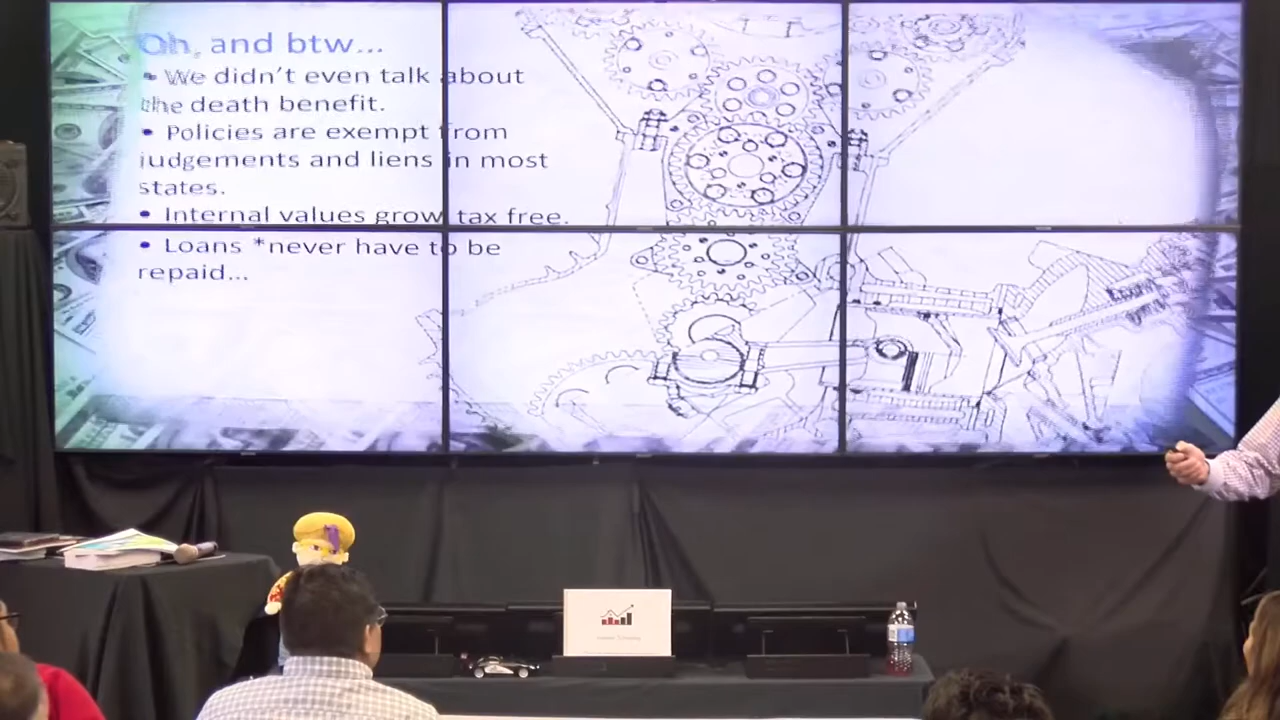 Oh, and btw...
• We didn't even talk about
the death benefit.
• Policies are exempt from
judgements and liens in most
states.
• Internal values grow tax free.
• Loans *never have to be
repaid...